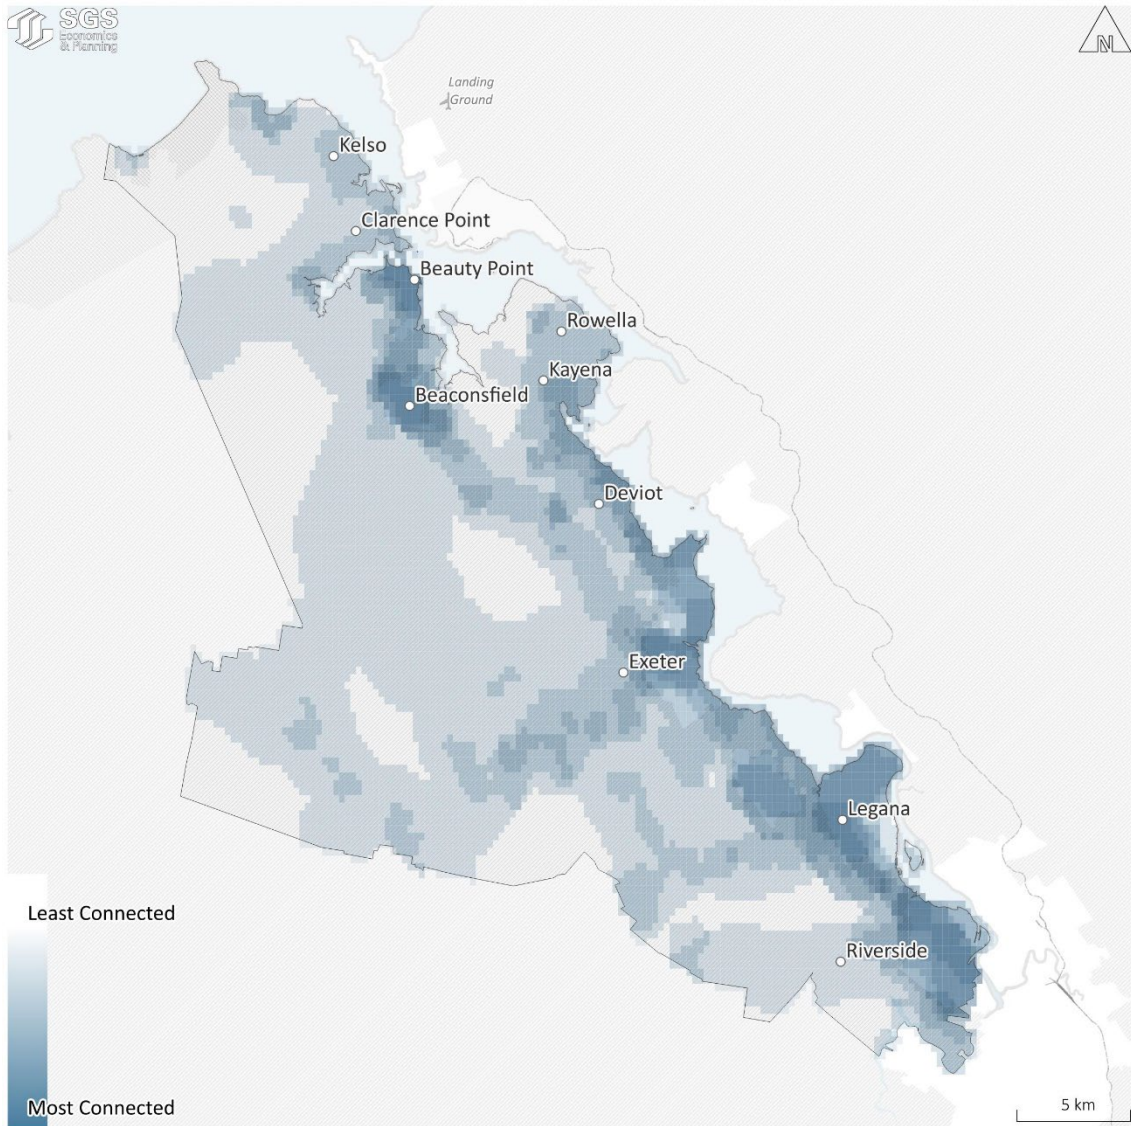 SGS
Economics
& Planning
N
Landing
Ground
Kelso
Clarence Point
Beauty Point
Rowella
Kayena
Beaconsfield
Deviot
Exeter
Legana
Least Connected
Riverside
Most Connected
5 km